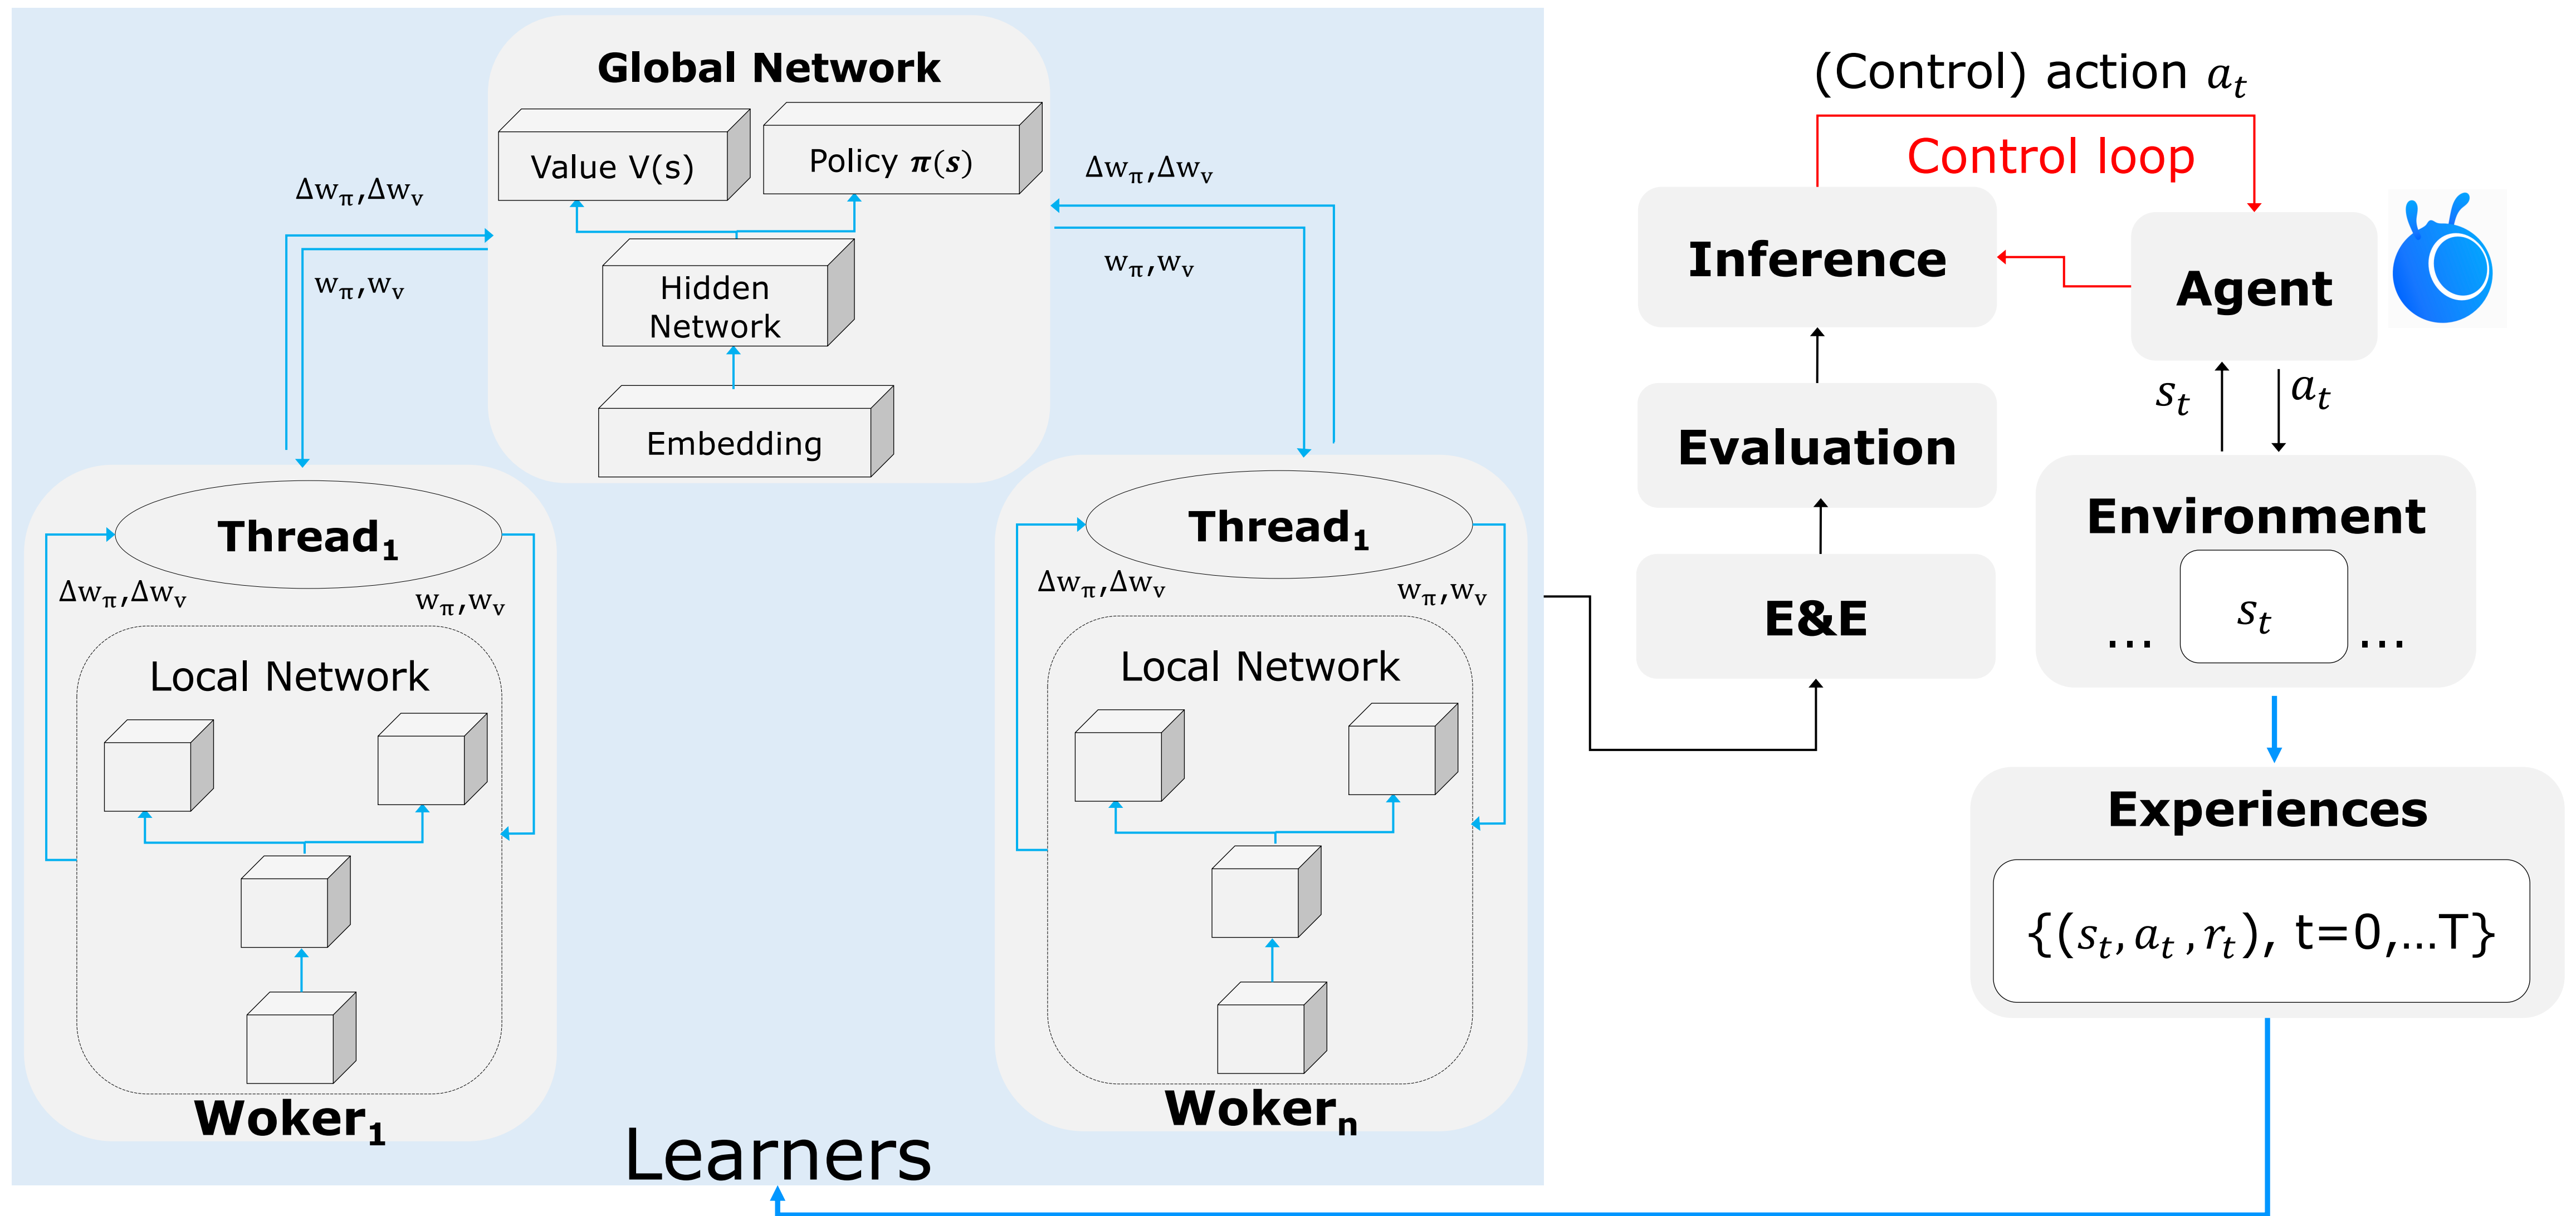 Global Network
Value V(s)
Policy π(s)
Hidden
Network
Embedding
Δwπ,Δwv
wπ,wv
Δwπ,Δwv
wπ,wv
Thread1
Δwπ,Δwv
wπ,wv
Local Network
Woker1
Thread1
Δwπ,Δwv
wπ,wv
Local Network
Wokern
Learners
(Control) action at
Control loop
Inference
Agent
Evaluation
st
at
E&E
Environment
... st ...
Experiences
{(st, at , rt), t=0,...T}